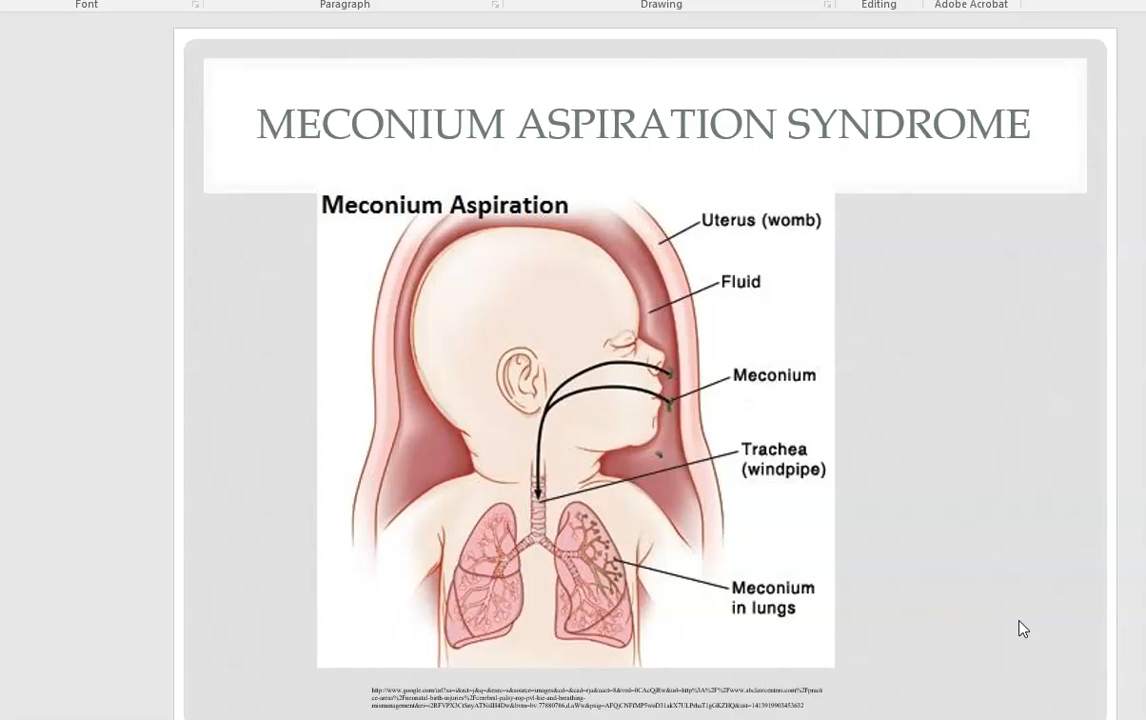 Font Paragraph Drawing Editing Adobe Acrobat
MECONIUM ASPIRATION SYNDROME
Meconium Aspiration
Uterus (womb)
Fluid
Meconium
Trachea
(windpipe)
Meconium
in lungs